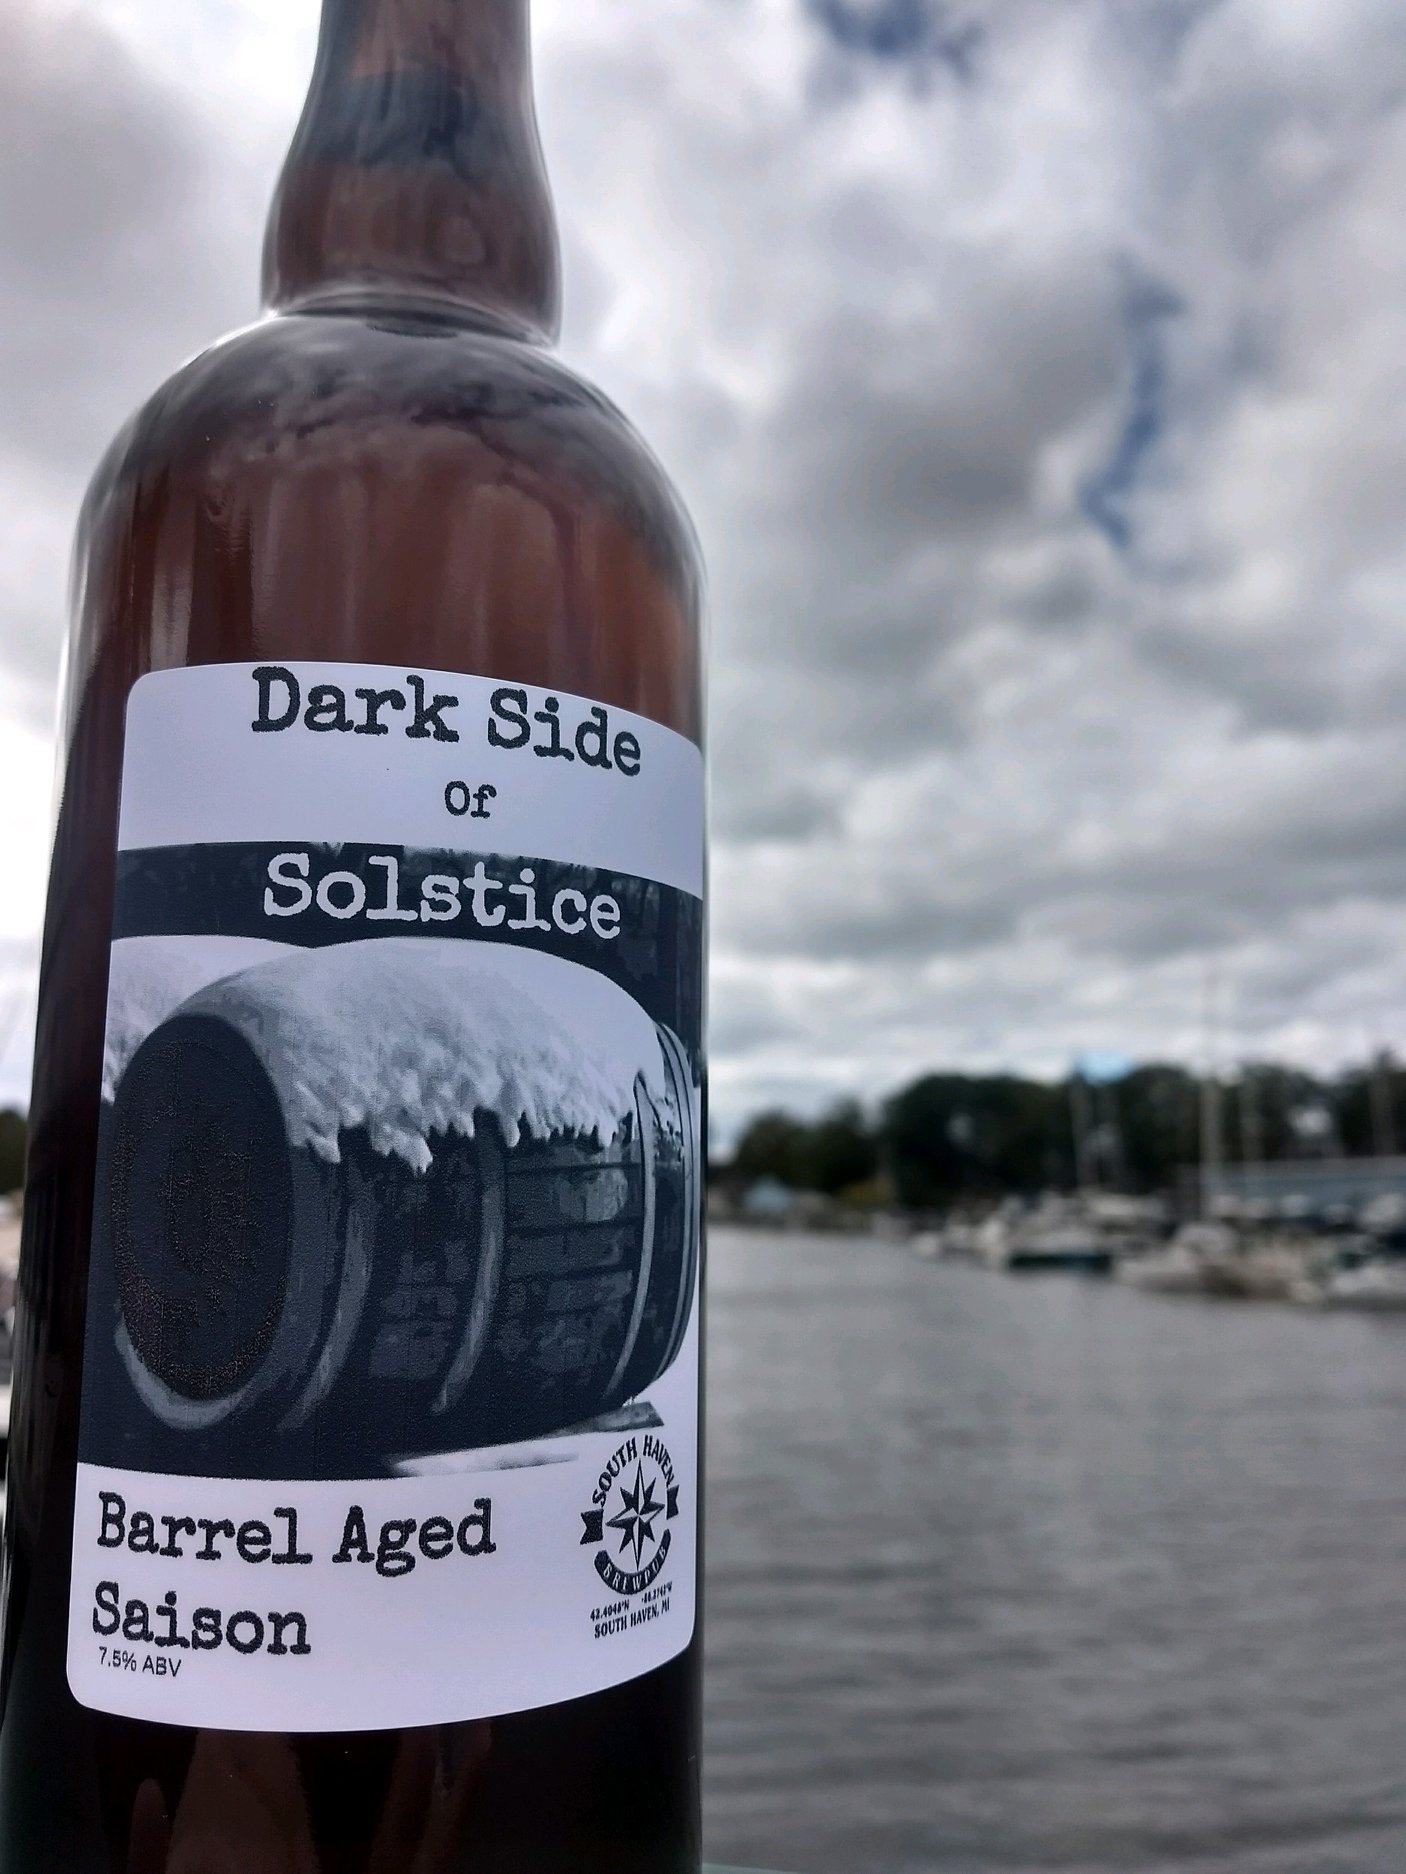 Dark Side
Of
Solstice
Barrel Aged
Saison
7.5% ABV
SOUTH HAVEN
BREWPUB
SOUTH HAVEN, MI